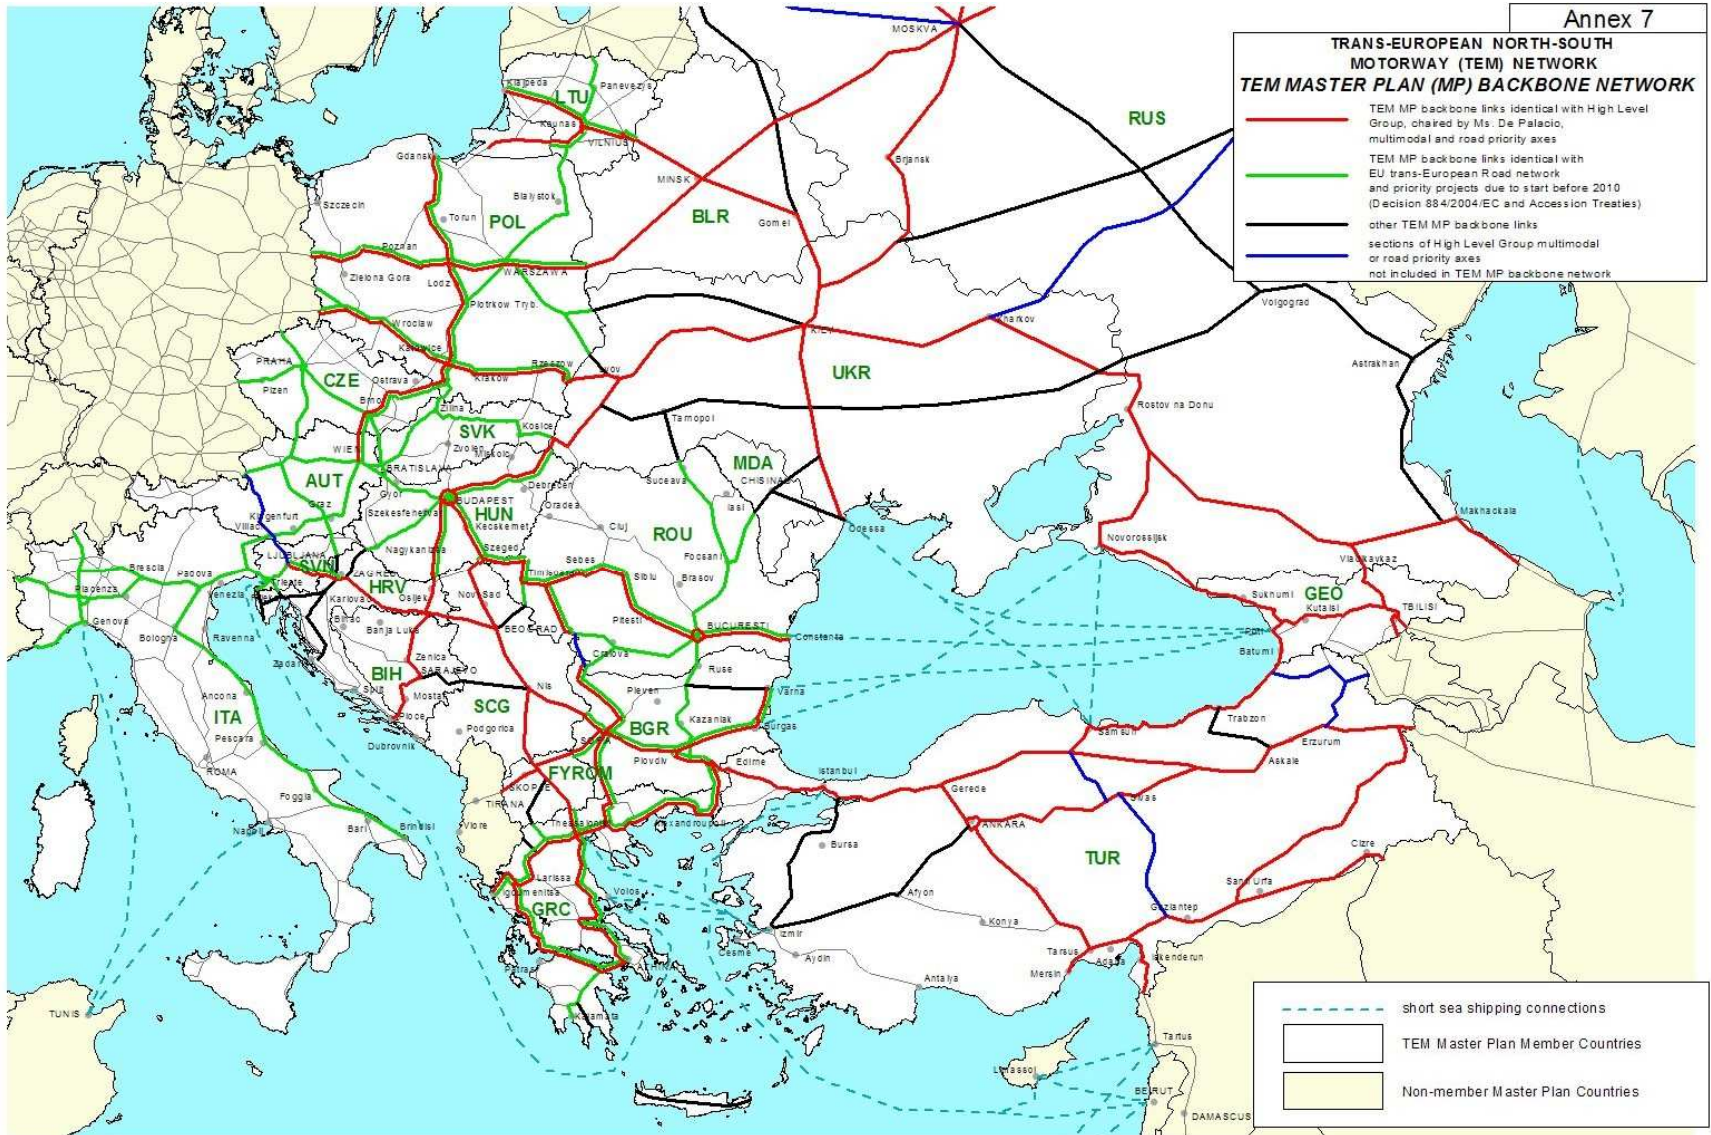 Annex 7
TRANS-EUROPEAN NORTH-SOUTH
MOTORWAY (TEM) NETWORK
TEM MASTER PLAN (MP) BACKBONE NETWORK
TEM MP backbone links identical with High Level
Group, chaired by Ms. De Palacio,
multimodal and road priority axes
TEM MP backbone links identical with
EU trans-European Road network
and priority projects due to start before 2010
(Decision 884/2004/EC and Accession Treaties)
other TEM MP backbone links
sections of High Level Group multimodal
or road priority axes
not included in TEM MP backbone network
MOSKVA
RUS
Klaipeda
Panevezys
LTU
Kaunas
VILNIUS
Gdansk
Brjansk
MINSK
BLR
Gomel
Szczecin
Bialystok
Torun
POL
Poznan
WARSZAWA
Zielona Gora
Lodz
Piotrkow Tryb.
Volgograd
Wroclaw
KIEV
Kharkov
Katowice
PRAHA
Rzeszow
Astrakhan
CZE
Ostrava
Krakow
UKR
Plzen
Brno
Zilina
Rostov na Donu
Tarnopol
SVK
Kosice
WIEN
Zvolen
Miskolc
MDA
BRATISLAVA
AUT
Suceava
CHISINAU
Gyor
Debrecen
Iasi
BUDAPEST
Graz
HUN
Oradea
Szekesfehervar
Cluj
Odessa
Makhackala
Klagenfurt
Villach
Kecskemet
ROU
Novorossijsk
Nagykanizsa
Szeged
Focsani
LJUBLJANA
Sebes
Vladikavkaz
SVN
ZAGREB
Timisoara
Sibiu
Brasov
Brescia
Padova
HRV
Osijek
Novi Sad
Sukhumi
GEO
Piacenza
Venezia
Trieste
Karlovac
Kutaisi
TBILISI
Genova
Bihac
Banja Luka
BEOGRAD
Pitesti
BUCURESTI
Constanta
Poti
Bologna
Ravenna
Craiova
Batumi
Zadar
Zenica
SARAJEVO
Ruse
BIH
Split
Mostar
Nis
Pleven
Varna
Ancona
SCG
Ploce
Kazanlak
Trabzon
ITA
Podgorica
BGR
Burgas
Samsun
Pescara
Dubrovnik
SOFIA
Erzurum
ROMA
Plovdiv
Edirne
Askale
FYROM
Istanbul
SKOPJE
Gerede
Sivas
Foggia
TIRANA
Thessaloniki
Alexandroupoli
ANKARA
Napoli
Bari
Brindisi
Vlore
Bursa
Cizre
TUR
Larissa
Sanli Urfa
Igoumenitsa
Volos
Afyon
GRC
Gaziantep
Konya
Izmir
Cesme
Tarsus
Adana
Iskenderun
Patras
ATHINA
Aydin
Mersin
Antalya
TUNIS
Kalamata
Tartus
Limassol
BEIRUT
DAMASCUS
short sea shipping connections
TEM Master Plan Member Countries
Non-member Master Plan Countries